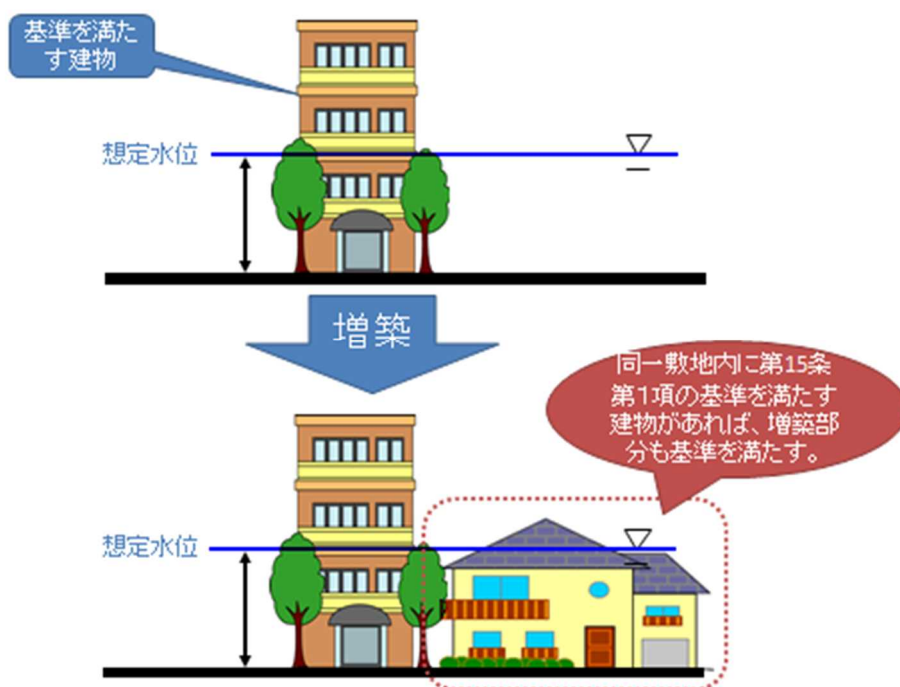 基準を満た
す建物
想定水位
増築
同一敷地内に第15条
第1項の基準を満たす
建物があれば、増築部
分も基準を満たす。
想定水位